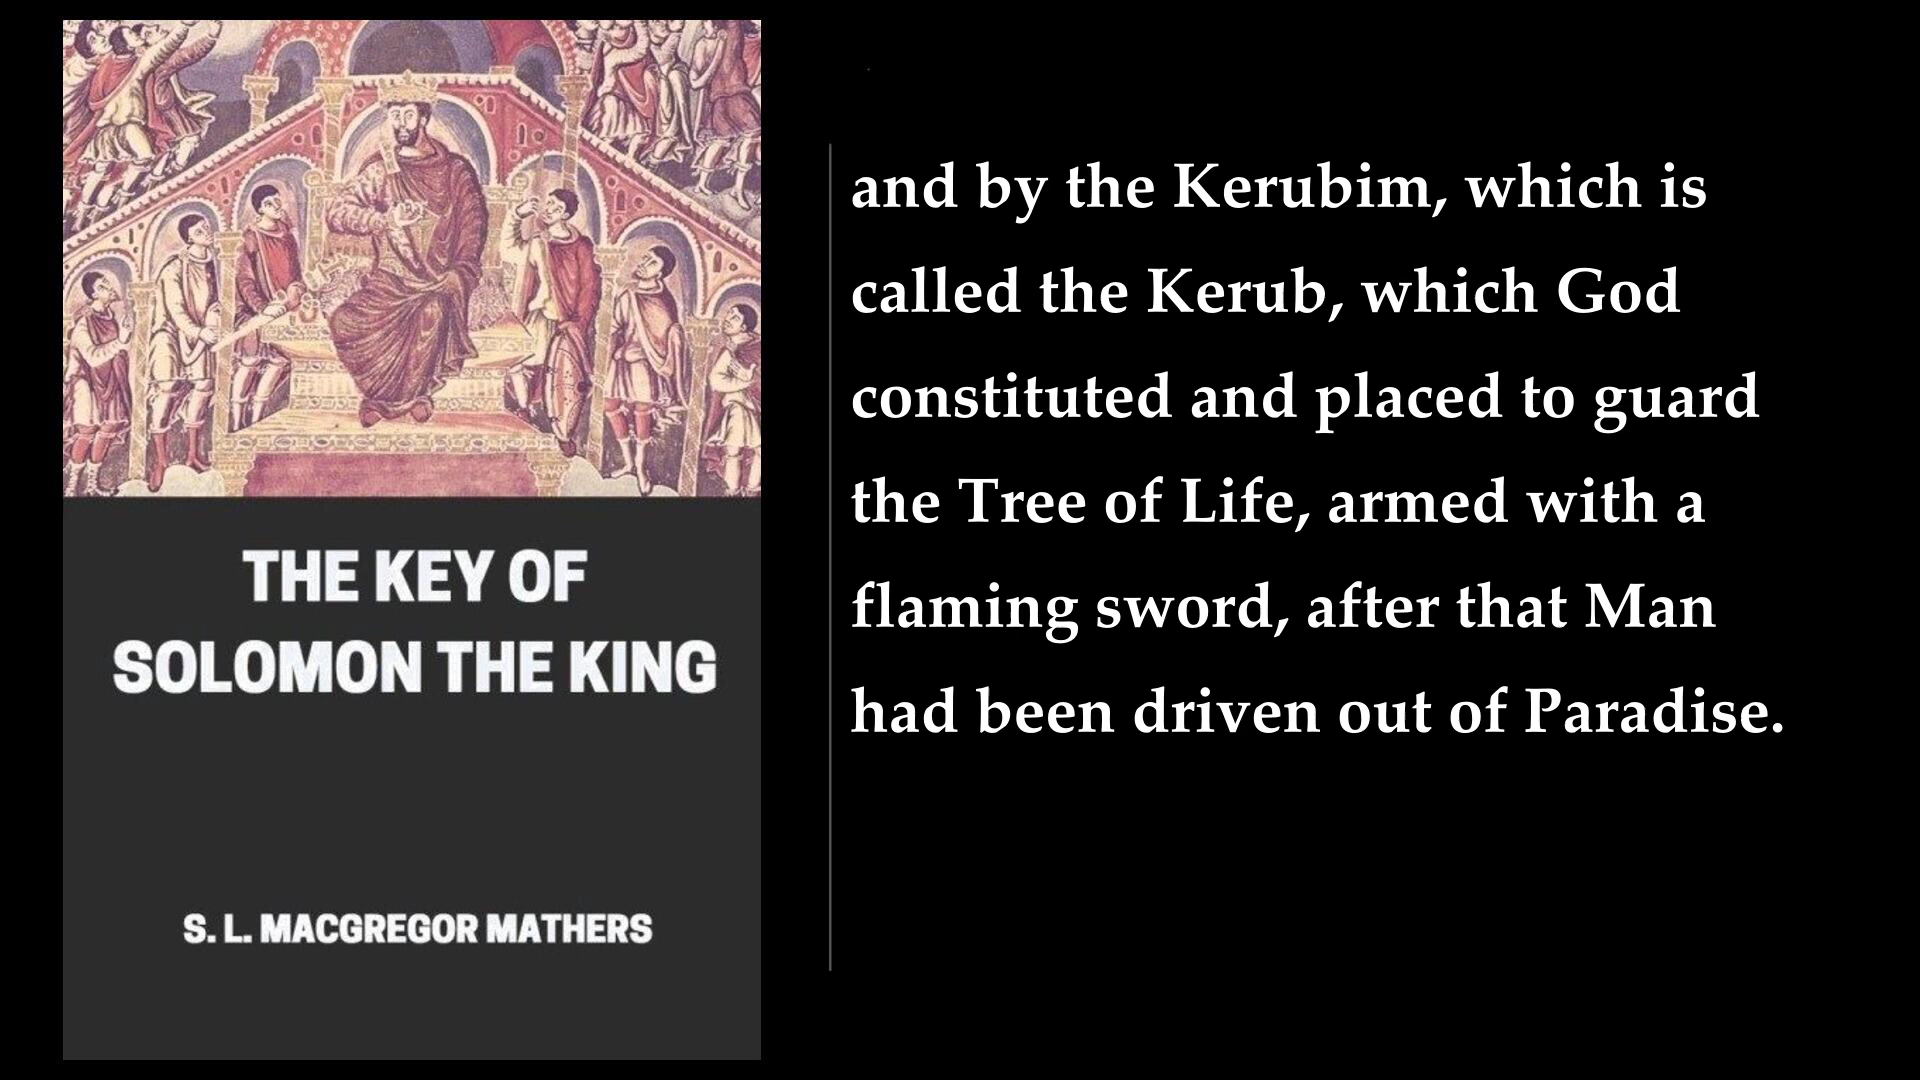 THE KEY OF
SOLOMON THE KING
S. L. MACGREGOR MATHERS
and by the Kerubim, which is
called the Kerub, which God
constituted and placed to guard
the Tree of Life, armed with a
flaming sword, after that Man
had been driven out of Paradise.